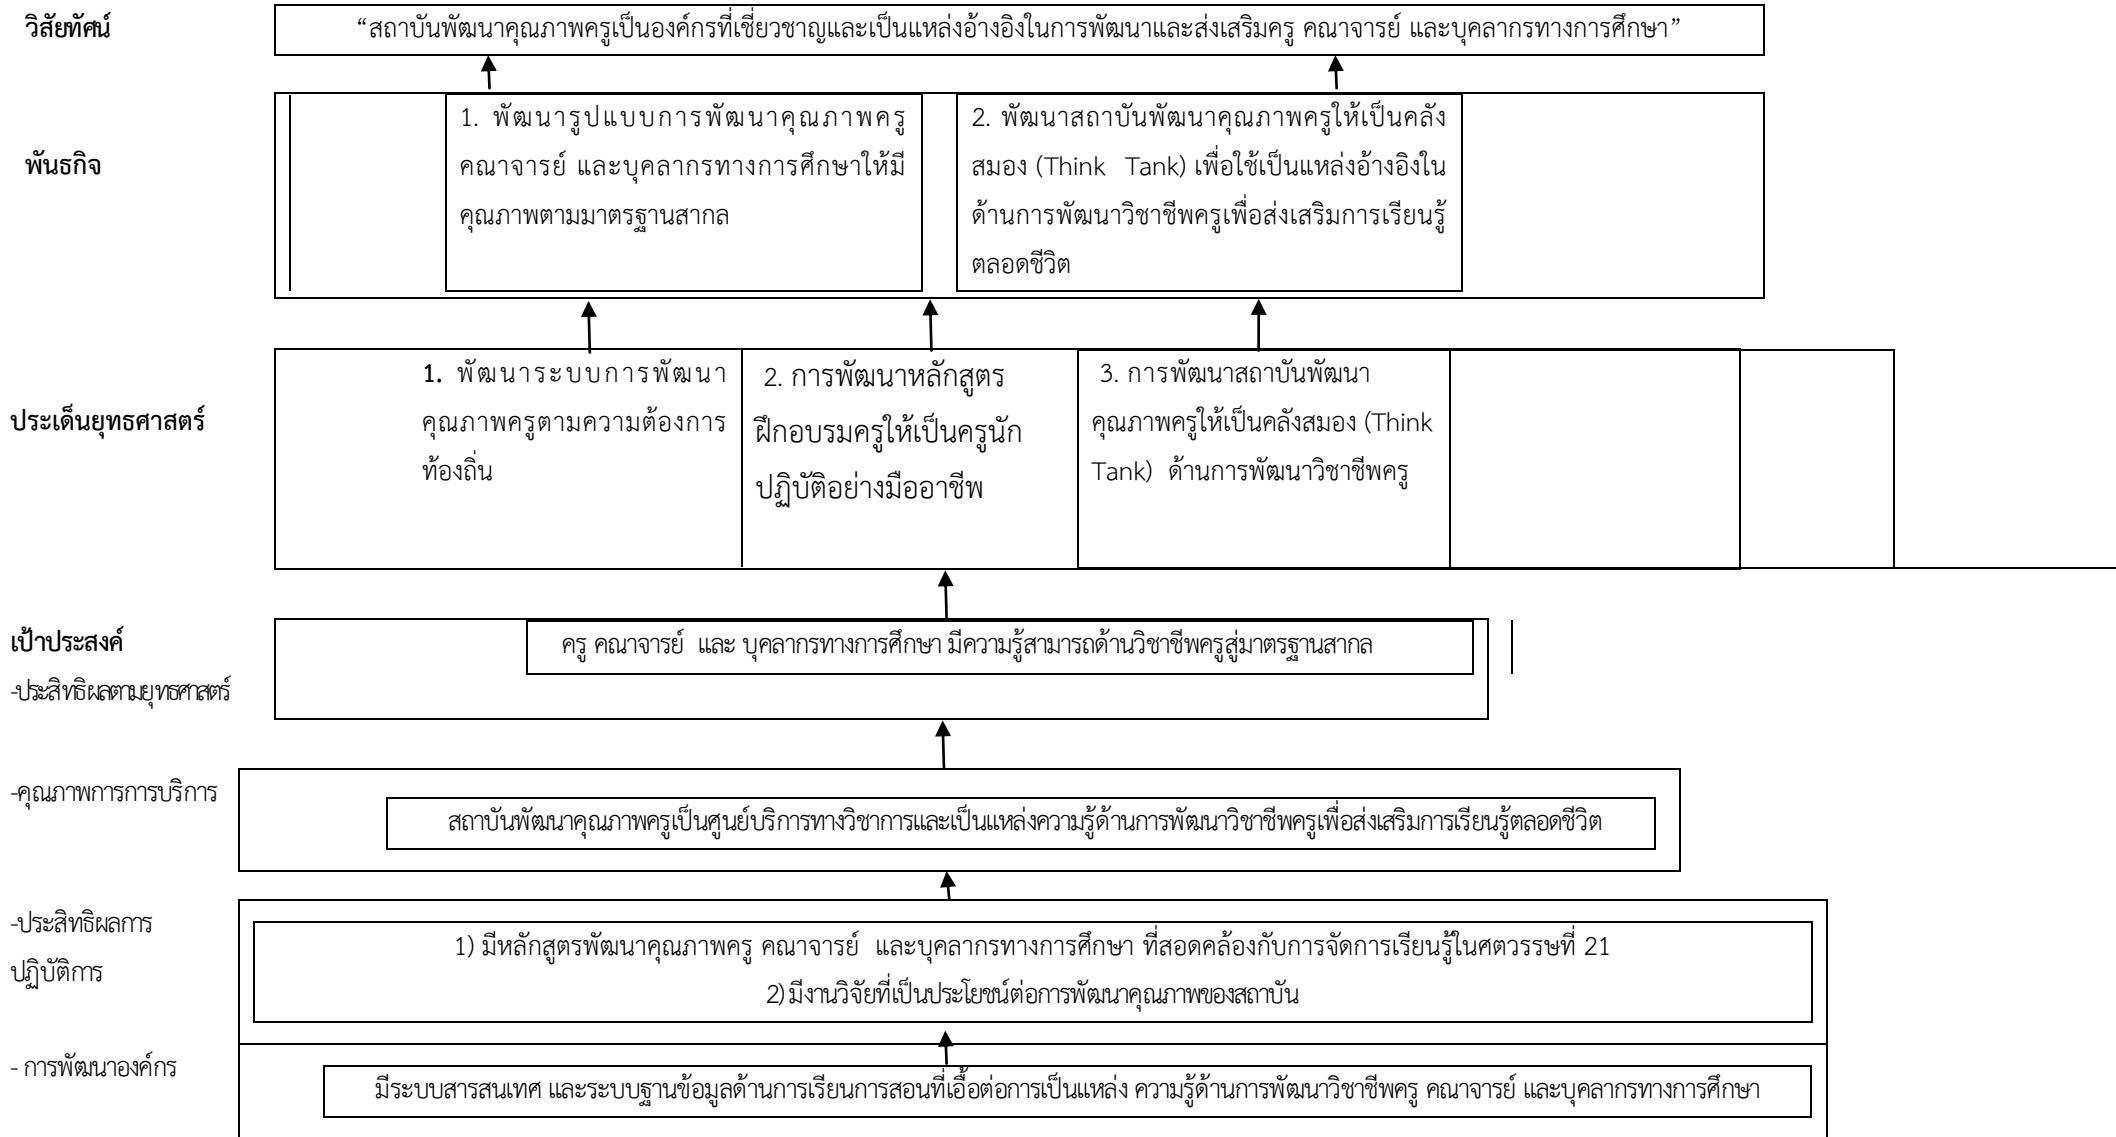 วิสัยทัศน์
“สถาบันพัฒนาคุณภาพครูเป็นองค์กรที่เชี่ยวชาญและเป็นแหล่งอ้างอิงในการพัฒนาและส่งเสริมครู คณาจารย์ และบุคลากรทางการศึกษา”
พันธกิจ
1. พัฒนารูปแบบการพัฒนาคุณภาพครู
คณาจารย์ และบุคลากรทางการศึกษาให้มี
คุณภาพตามมาตรฐานสากล
2. พัฒนาสถาบันพัฒนาคุณภาพครูให้เป็นคลัง
สมอง (Think Tank) เพื่อใช้เป็นแหล่งอ้างอิงใน
ด้านการพัฒนาวิชาชีพครูเพื่อส่งเสริมการเรียนรู้
ตลอดชีวิต
ประเด็นยุทธศาสตร์
1. พัฒนาระบบการพัฒนา
คุณภาพครูตามความต้องการ
ท้องถิ่น
2. การพัฒนาหลักสูตร
ฝึกอบรมครูให้เป็นครูนัก
ปฏิบัติอย่างมืออาชีพ
3. การพัฒนาสถาบันพัฒนา
คุณภาพครูให้เป็นคลังสมอง (Think
Tank) ด้านการพัฒนาวิชาชีพครู
เป้าประสงค์
-ประสิทธิผลตามยุทธศาสตร์
ครู คณาจารย์ และ บุคลากรทางการศึกษา มีความรู้สามารถด้านวิชาชีพครูสู่มาตรฐานสากล
-คุณภาพการการบริการ
สถาบันพัฒนาคุณภาพครูเป็นศูนย์บริการทางวิชาการและเป็นแหล่งความรู้ด้านการพัฒนาวิชาชีพครูเพื่อส่งเสริมการเรียนรู้ตลอดชีวิต
-ประสิทธิผลการ
ปฏิบัติการ
1) มีหลักสูตรพัฒนาคุณภาพครู คณาจารย์ และบุคลากรทางการศึกษา ที่สอดคล้องกับการจัดการเรียนรู้ในศตวรรษที่ 21
2) มีงานวิจัยที่เป็นประโยชน์ต่อการพัฒนาคุณภาพของสถาบัน
- การพัฒนาองค์กร
มีระบบสารสนเทศ และระบบฐานข้อมูลด้านการเรียนการสอนที่เอื้อต่อการเป็นแหล่ง ความรู้ด้านการพัฒนาวิชาชีพครู คณาจารย์ และบุคลากรทางการศึกษา